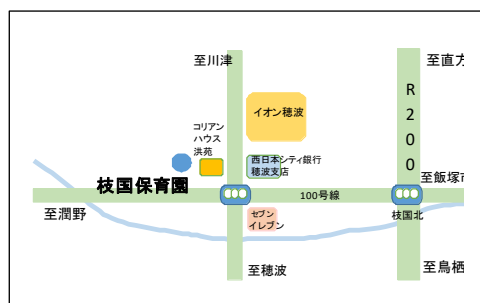 至川津
至直方
R200
イオン穂波
コリアン
ハウス
洪苑
西日本シティ銀行
穂波支店
至飯塚市
枝国保育園
100号線
至潤野
セブン
イレブン
枝国北
至穂波
至鳥栖